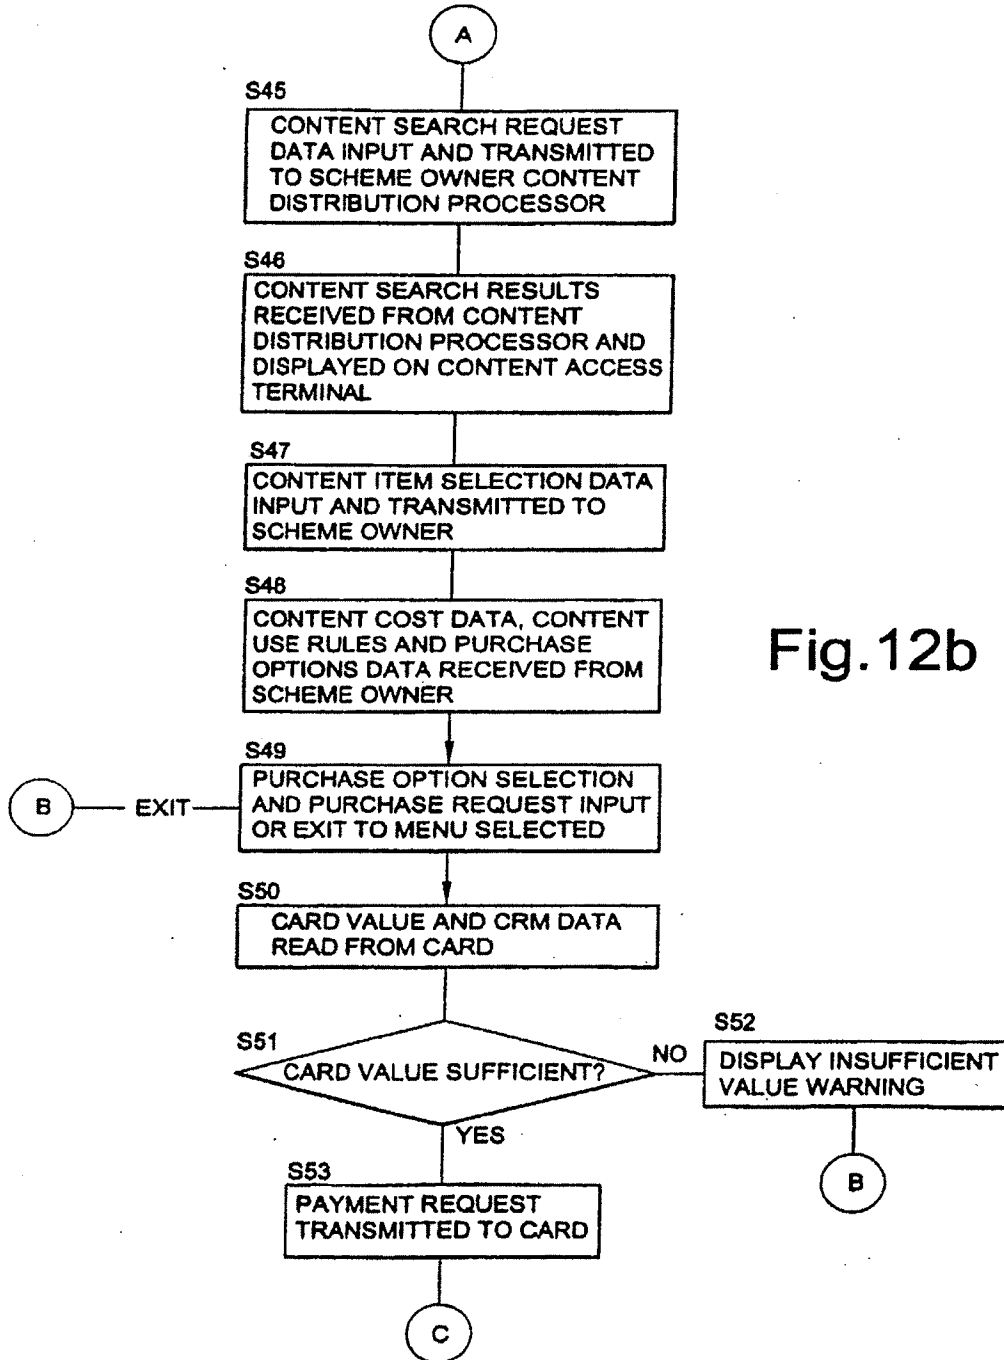 A
S45
CONTENT SEARCH REQUEST
DATA INPUT AND TRANSMITTED
TO SCHEME OWNER CONTENT
DISTRIBUTION PROCESSOR
S46
CONTENT SEARCH RESULTS
RECEIVED FROM CONTENT
DISTRIBUTION PROCESSOR AND
DISPLAYED ON CONTENT ACCESS
TERMINAL
S47
CONTENT ITEM SELECTION DATA
INPUT AND TRANSMITTED TO
SCHEME OWNER
S48
CONTENT COST DATA, CONTENT
USE RULES AND PURCHASE
OPTIONS DATA RECEIVED FROM
SCHEME OWNER
Fig.12b
S49
PURCHASE OPTION SELECTION
AND PURCHASE REQUEST INPUT
OR EXIT TO MENU SELECTED
B
EXIT
S50
CARD VALUE AND CRM DATA
READ FROM CARD
S51
CARD VALUE SUFFICIENT?
NO
S52
DISPLAY INSUFFICIENT
VALUE WARNING
B
YES
S53
PAYMENT REQUEST
TRANSMITTED TO CARD
C